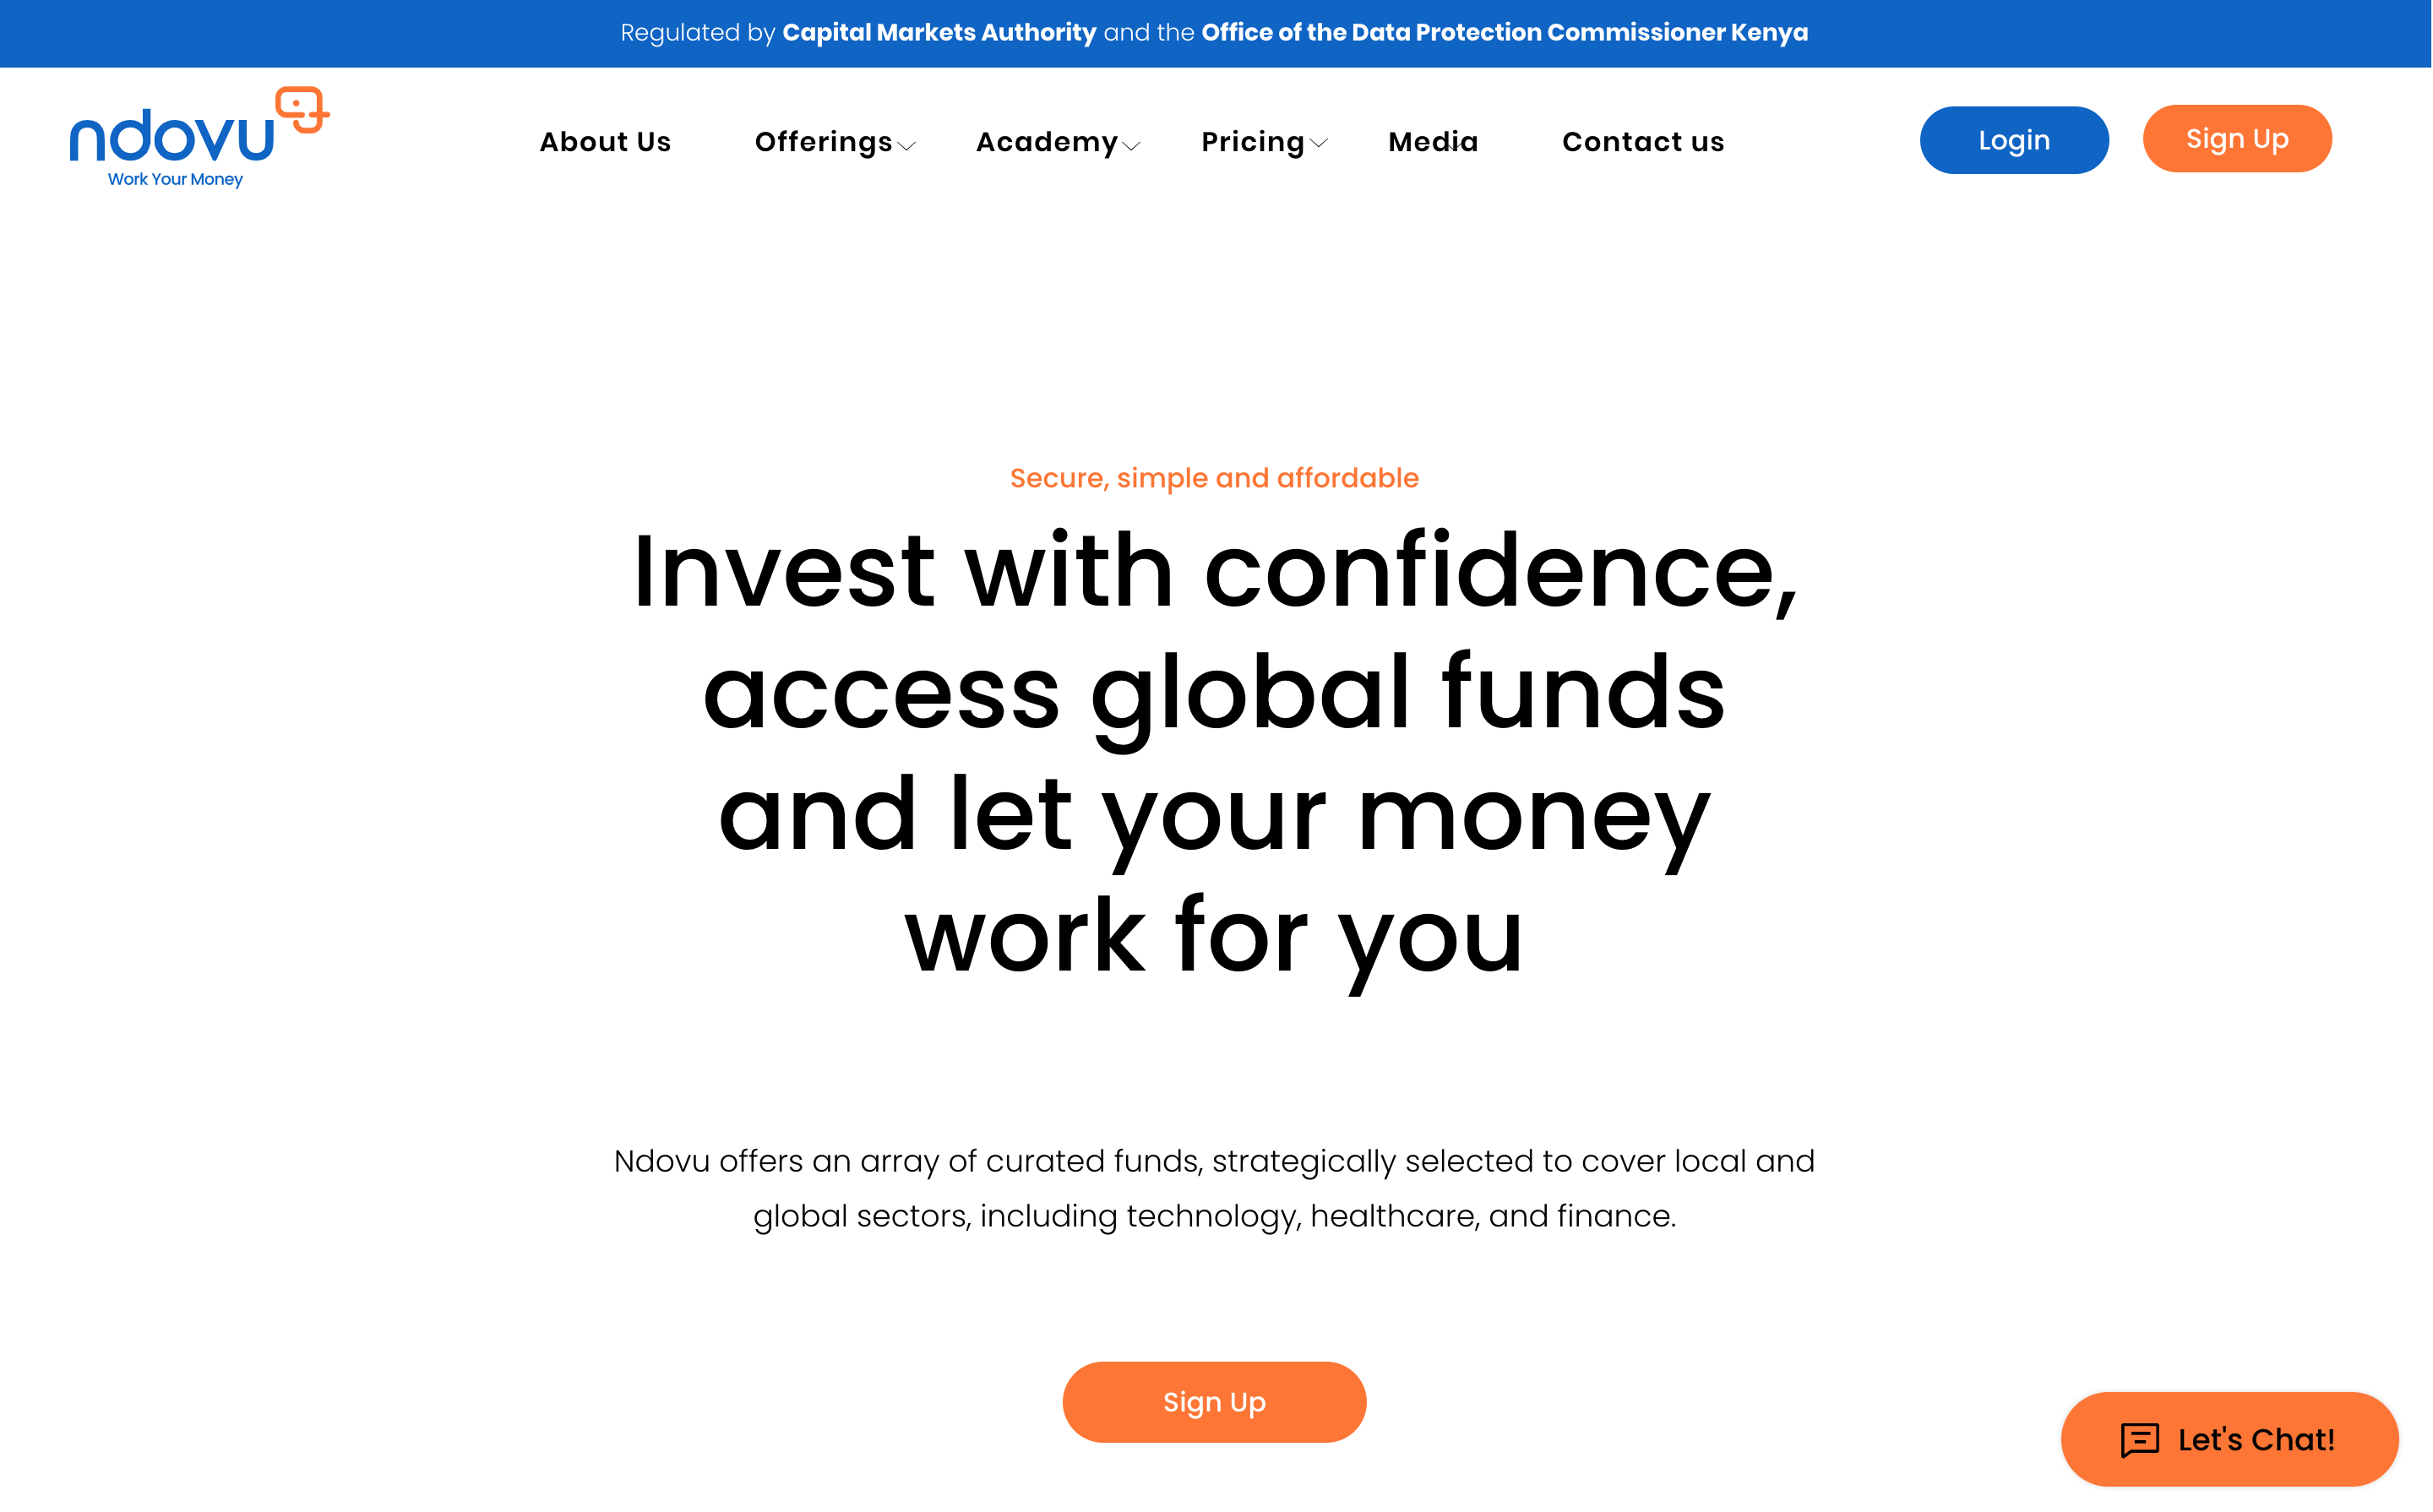 Regulated by Capital Markets Authority and the Office of the Data Protection Commissioner Kenya
ndovu
Work Your Money
About Us
Offerings
Academy
Pricing
Media
Contact us
Login
Sign Up
Secure, simple and affordable
Invest with confidence,
access global funds
and let your money
work for you
Ndovu offers an array of curated funds, strategically selected to cover local and
global sectors, including technology, healthcare, and finance.
Sign Up
Let's Chat!